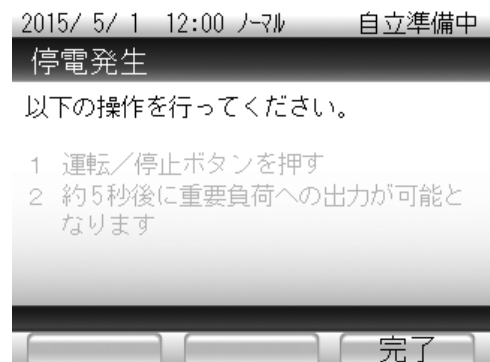 2015/ 5/ 1 12:00 ﾉｰﾏﾙ 自立準備中
停電発生
以下の操作を行ってください。
1 運転／停止ボタンを押す
2 約5秒後に重要負荷への出力が可能と
なります
完了